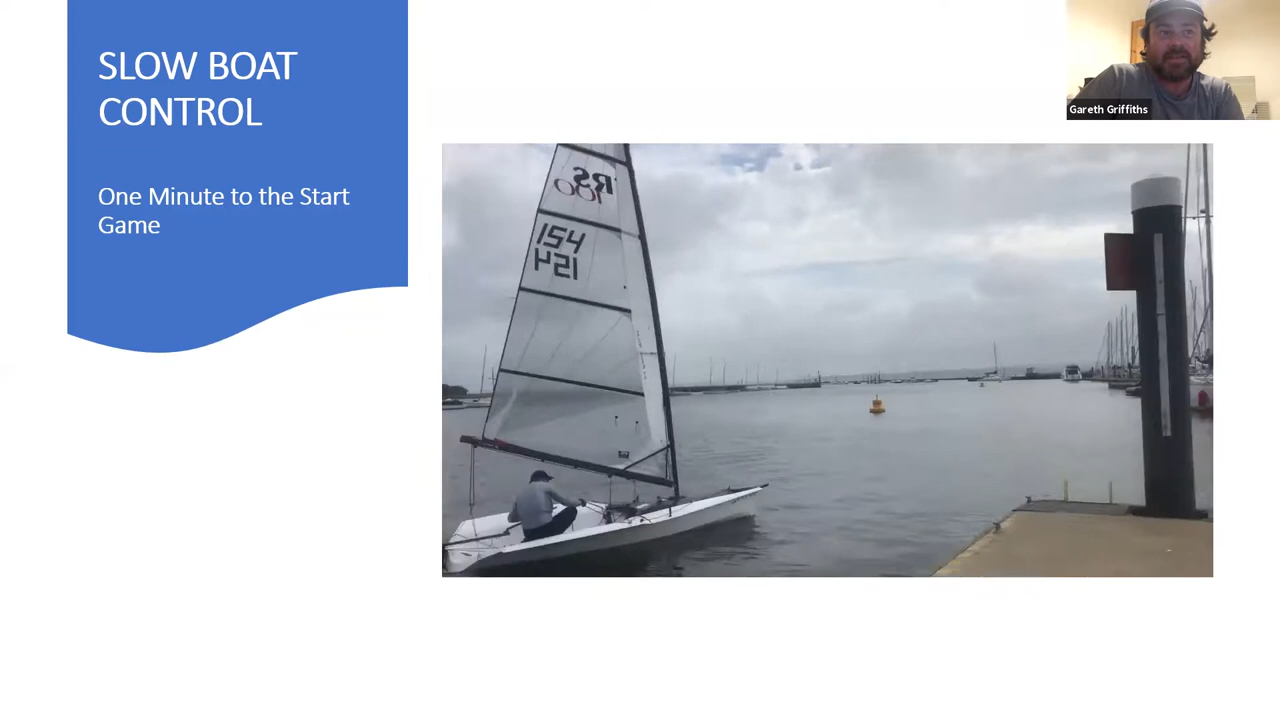 SLOW BOAT
CONTROL
One Minute to the Start
Game
Gareth Griffiths
RS
100
154
154